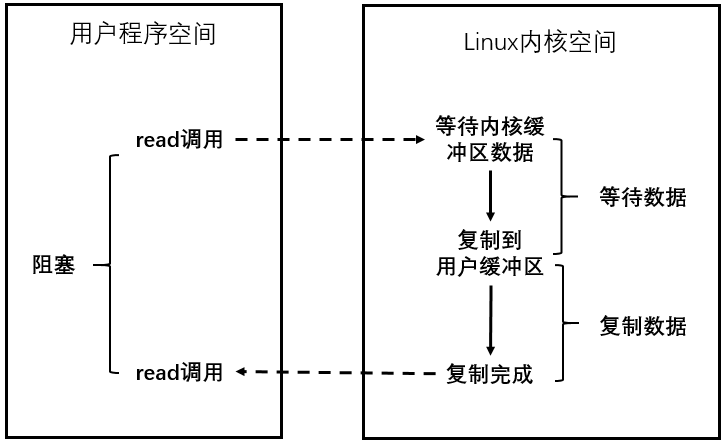 用户程序空间
Linux内核空间
read调用
等待内核缓
冲区数据
等待数据
复制到
用户缓冲区
阻塞
复制数据
read调用
复制完成